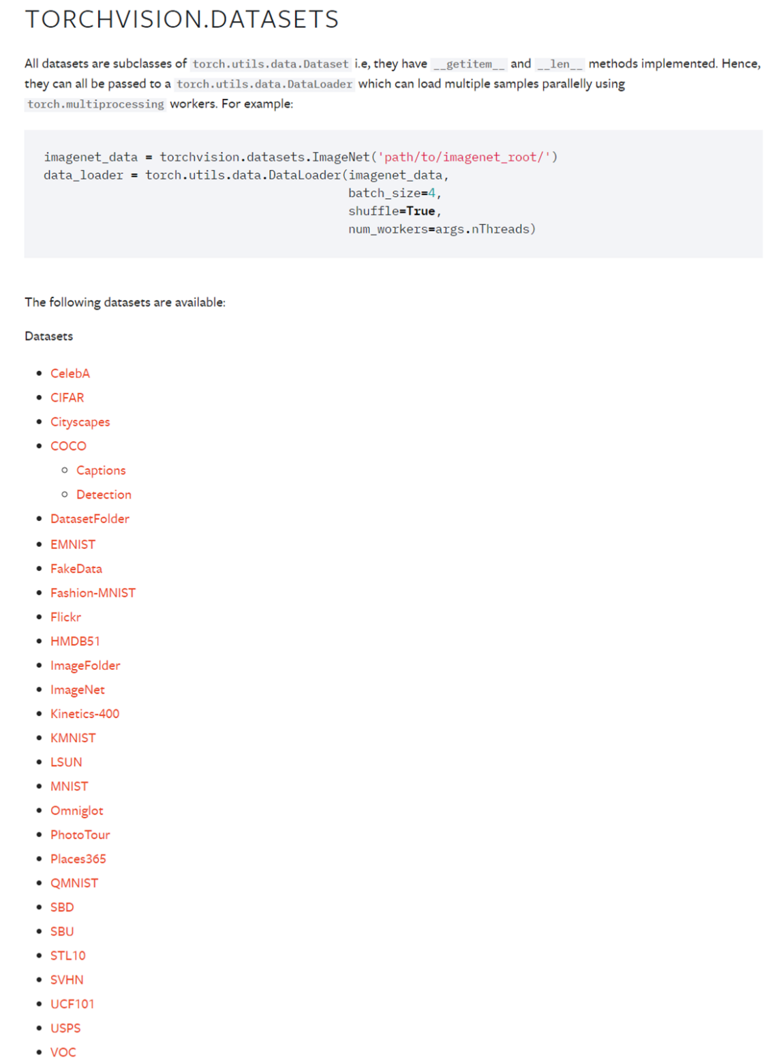 TORCHVISION.DATASETS
All datasets are subclasses of torch.utils.data.Dataset i.e, they have __getitem__ and __len__ methods implemented. Hence,
they can all be passed to a torch.utils.data.DataLoader which can load multiple samples parallelly using
torch.multiprocessing workers. For example:
imagenet_data = torchvision.datasets.ImageNet('path/to/imagenet_root/')
data_loader = torch.utils.data.DataLoader(imagenet_data,
batch_size=4,
shuffle=True,
num_workers=args.nThreads)
The following datasets are available:
Datasets
CelebA
CIFAR
Cityscapes
COCO
Captions
Detection
DatasetFolder
EMNIST
FakeData
Fashion-MNIST
Flickr
HMDB51
ImageFolder
ImageNet
Kinetics-400
KMNIST
LSUN
MNIST
Omniglot
PhotoTour
Places365
QMNIST
SBD
SBU
STL10
SVHN
UCF101
USPS
VOC